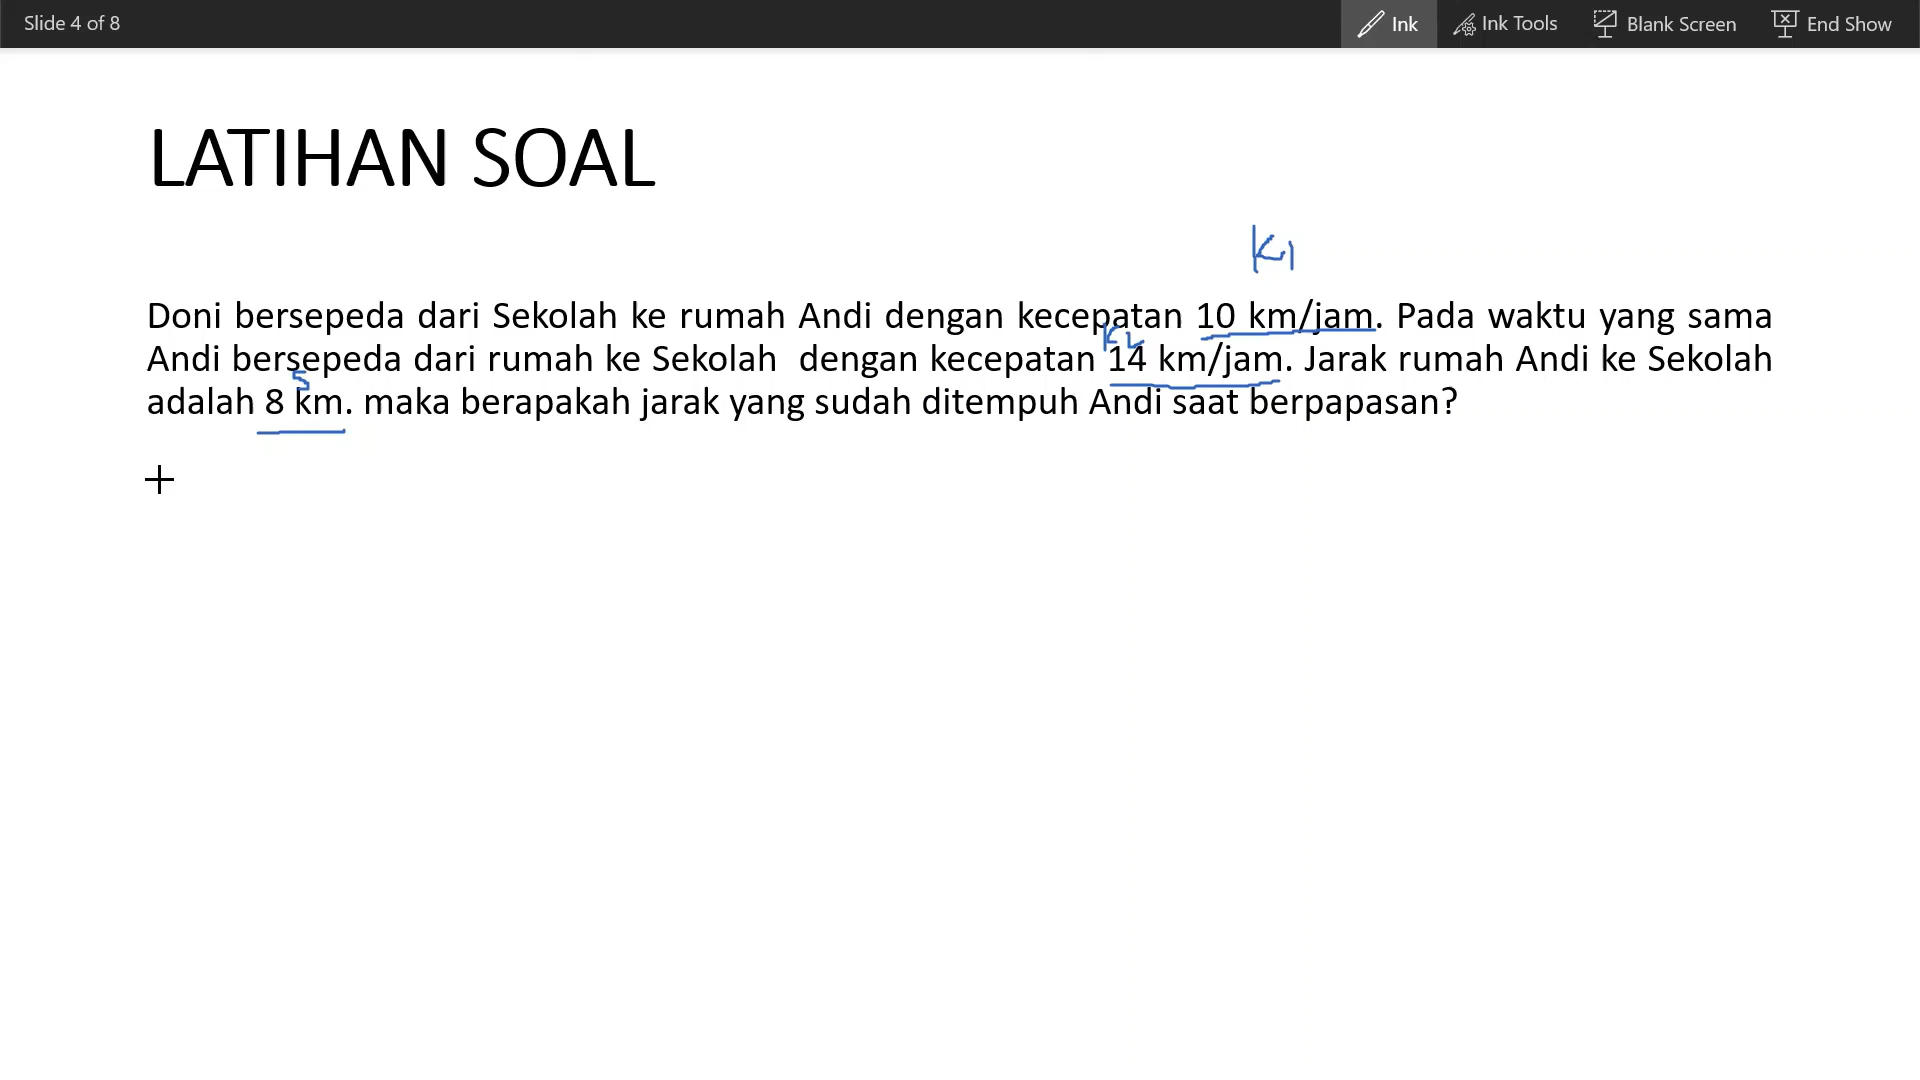 Slide 4 of 8
Ink
Ink Tools
Blank Screen
End Show
LATIHAN SOAL
K1
Doni bersepeda dari Sekolah ke rumah Andi dengan kecepatan 10 km/jam. Pada waktu yang sama
K2
Andi bersepeda dari rumah ke Sekolah dengan kecepatan 14 km/jam. Jarak rumah Andi ke Sekolah
S
adalah 8 km. maka berapakah jarak yang sudah ditempuh Andi saat berpapasan?